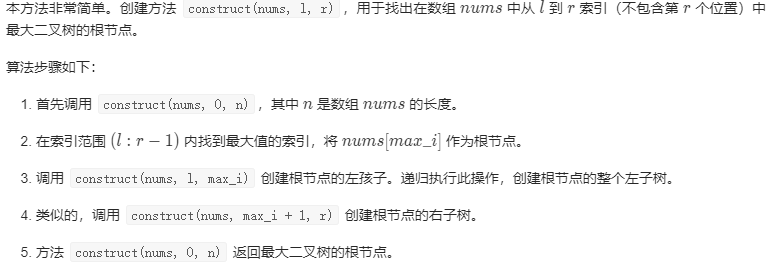 本方法非常简单。创建方法 construct(nums, l, r) ，用于找出在数组 nums 中从 l 到 r 索引（不包含第 r 个位置）中
最大二叉树的根节点。
算法步骤如下：
1. 首先调用 construct(nums, 0, n) ，其中 n 是数组 nums 的长度。
2. 在索引范围 (l : r − 1) 内找到最大值的索引，将 nums[max_i] 作为根节点。
3. 调用 construct(nums, l, max_i) 创建根节点的左孩子。递归执行此操作，创建根节点的整个左子树。
4. 类似的，调用 construct(nums, max_i + 1, r) 创建根节点的右子树。
5. 方法 construct(nums, 0, n) 返回最大二叉树的根节点。